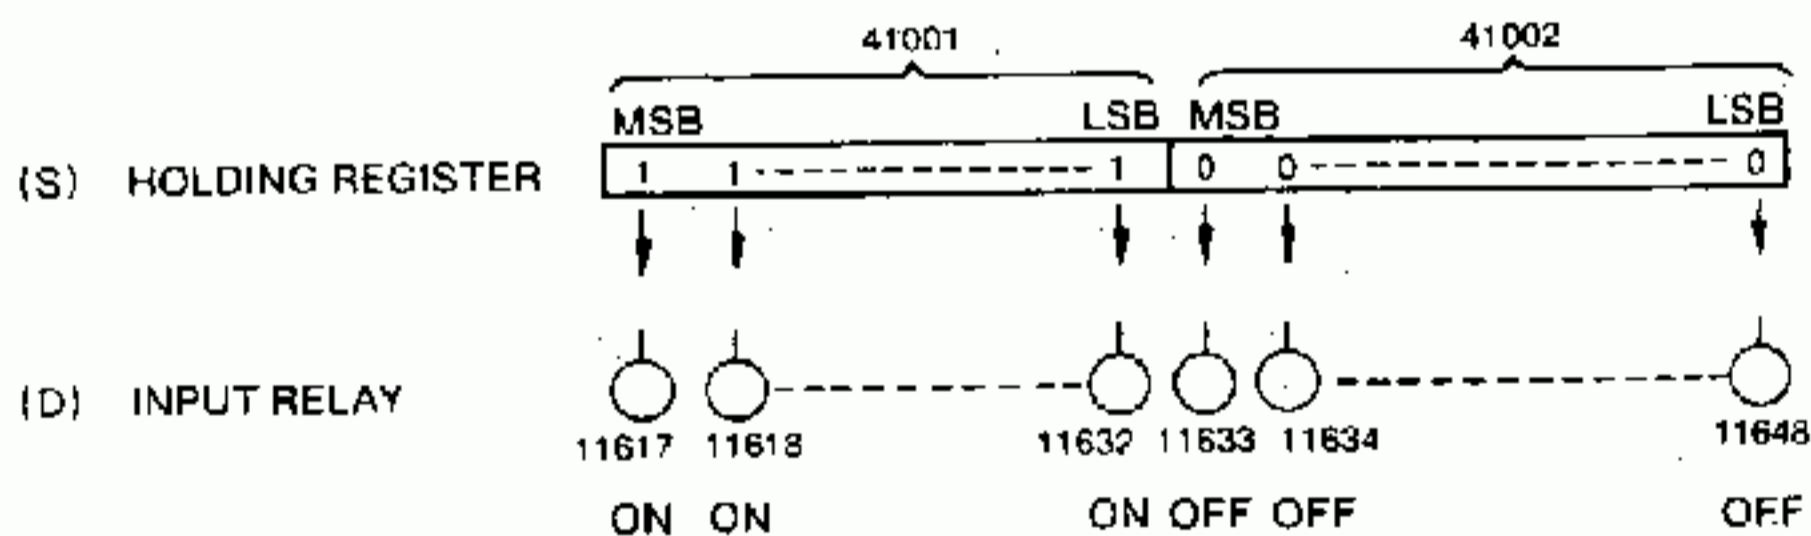 41001 41002
MSB LSB MSB LSB
(S) HOLDING REGISTER 1 1 1 0 0 0
(D) INPUT RELAY
11617 11618 11632 11633 11634 11648
ON ON ON OFF OFF OFF